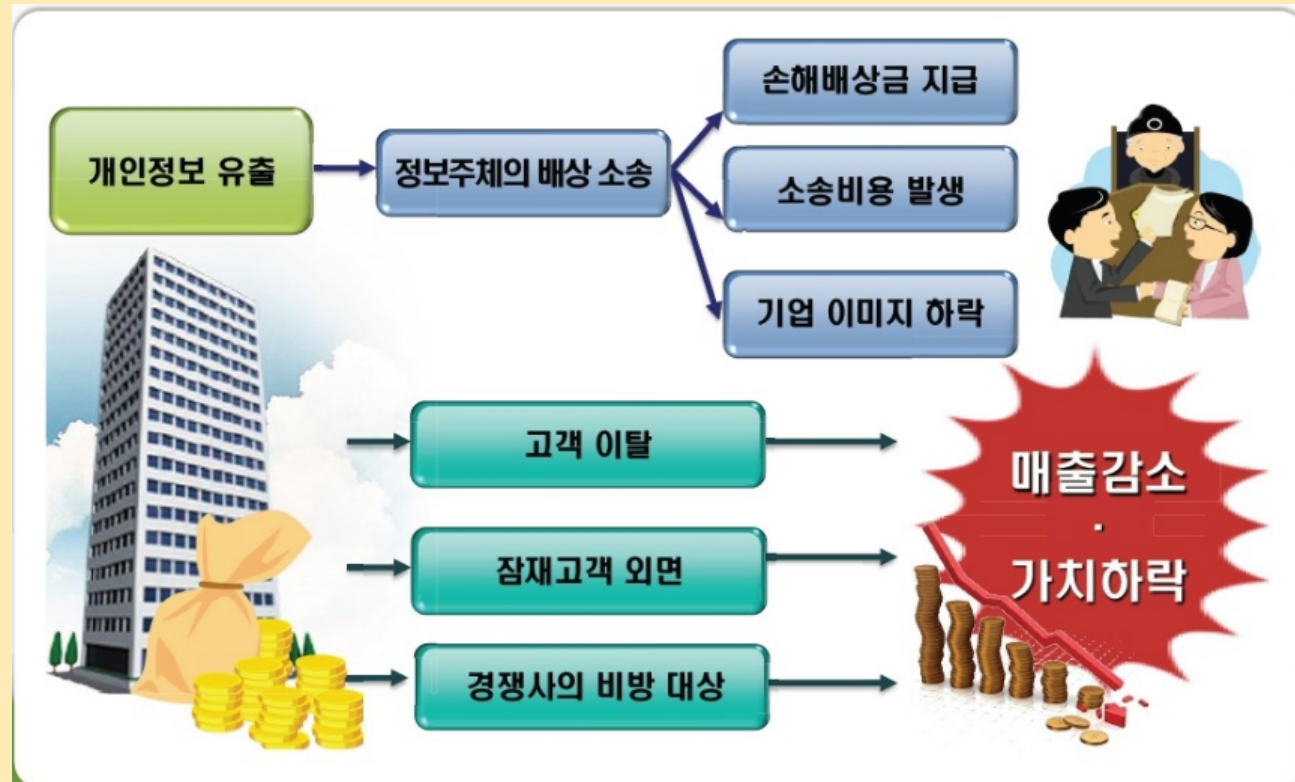 개인정보 유출
정보주체의 배상 소송
손해배상금 지급
소송비용 발생
기업 이미지 하락
고객 이탈
잠재고객 외면
경쟁사의 비방 대상
매출감소
·
가치하락